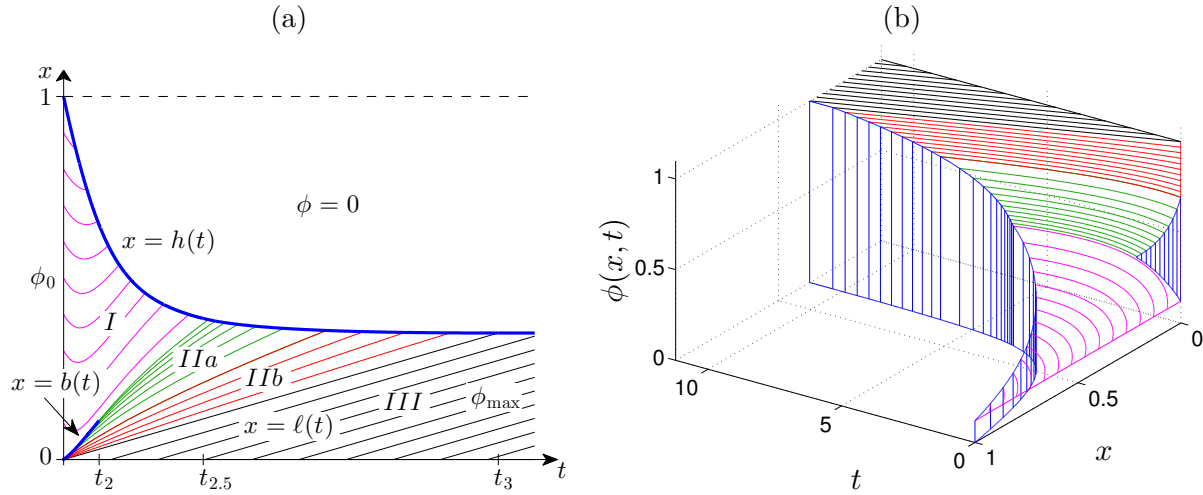 (a)
x
1
ϕ = 0
x = h(t)
ϕ₀
I
IIa
x = b(t)
IIb
III
ϕmax
x = ℓ(t)
0
t₂
t₂.₅
t₃
t
(b)
ϕ(x, t)
1
0.5
0
10
5
0
t
1
0.5
0
x